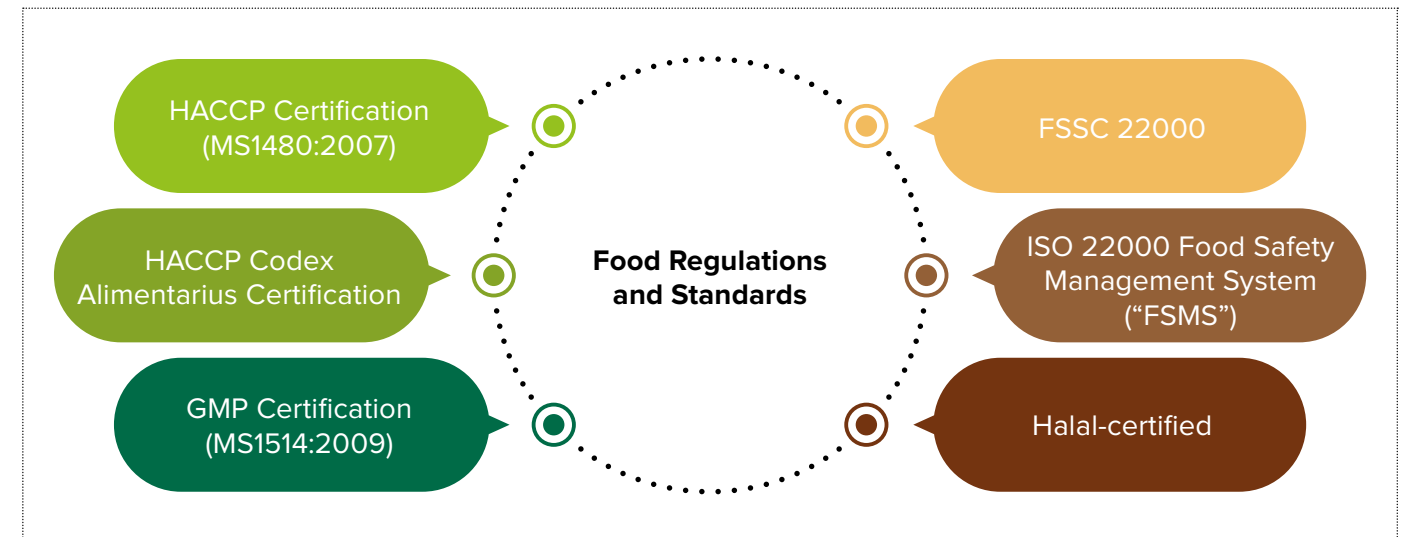 HACCP Certification
(MS1480:2007)
HACCP Codex
Alimentarius Certification
GMP Certification
(MS1514:2009)
Food Regulations
and Standards
FSSC 22000
ISO 22000 Food Safety
Management System
(“FSMS”)
Halal-certified